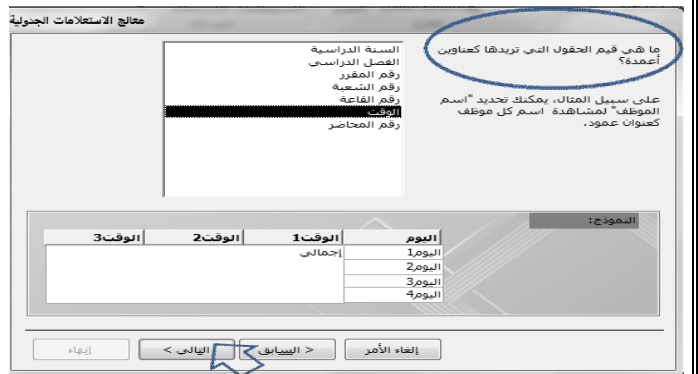 معالج الاستعلامات الجدولية
ما هي قيم الحقول التي تريدها كعناوين
أعمدة؟
على سبيل المثال، يمكنك تحديد "اسم
الموظف" لمشاهدة اسم كل موظف
كعنوان عمود.
السنة الدراسية
الفصل الدراسي
رقم المقرر
رقم الشعبة
رقم القاعة
الوقت
رقم المحاضر
النموذج:
اليوم الوقت1 الوقت2 الوقت3
اليوم1 إجمالي
اليوم2
اليوم3
اليوم4
إلغاء الأمر < السابق التالي > إنهاء